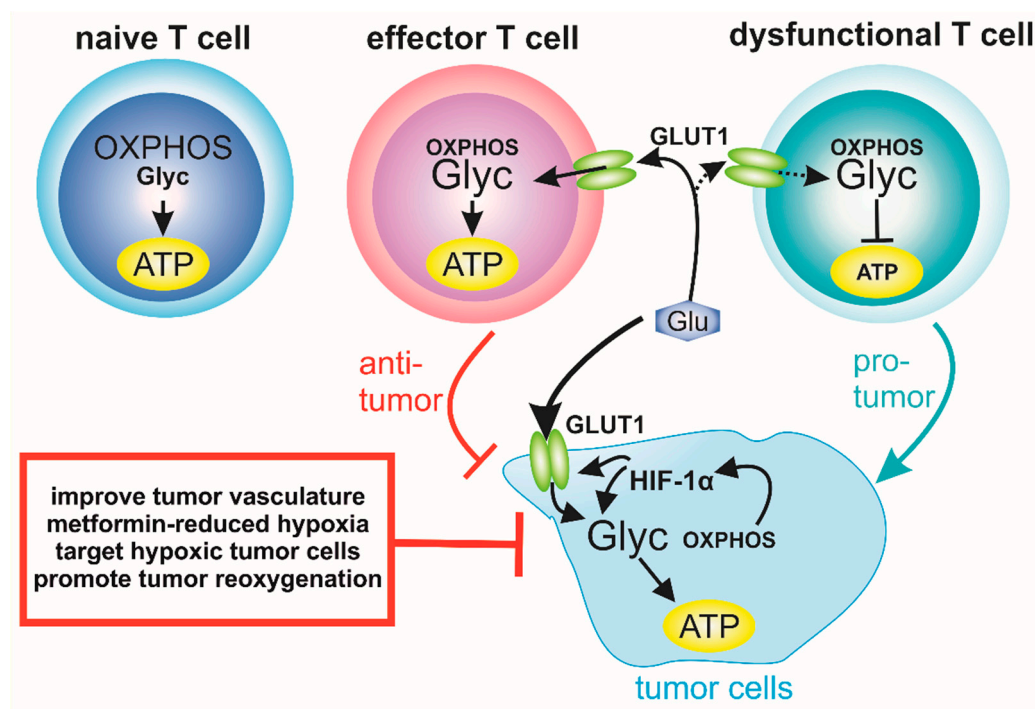 naive T cell
effector T cell
dysfunctional T cell
OXPHOS
Glyc
ATP
OXPHOS
Glyc
ATP
GLUT1
OXPHOS
Glyc
ATP
Glu
anti-
tumor
pro-
tumor
GLUT1
HIF-1α
Glyc OXPHOS
ATP
tumor cells
improve tumor vasculature
metformin-reduced hypoxia
target hypoxic tumor cells
promote tumor reoxygenation